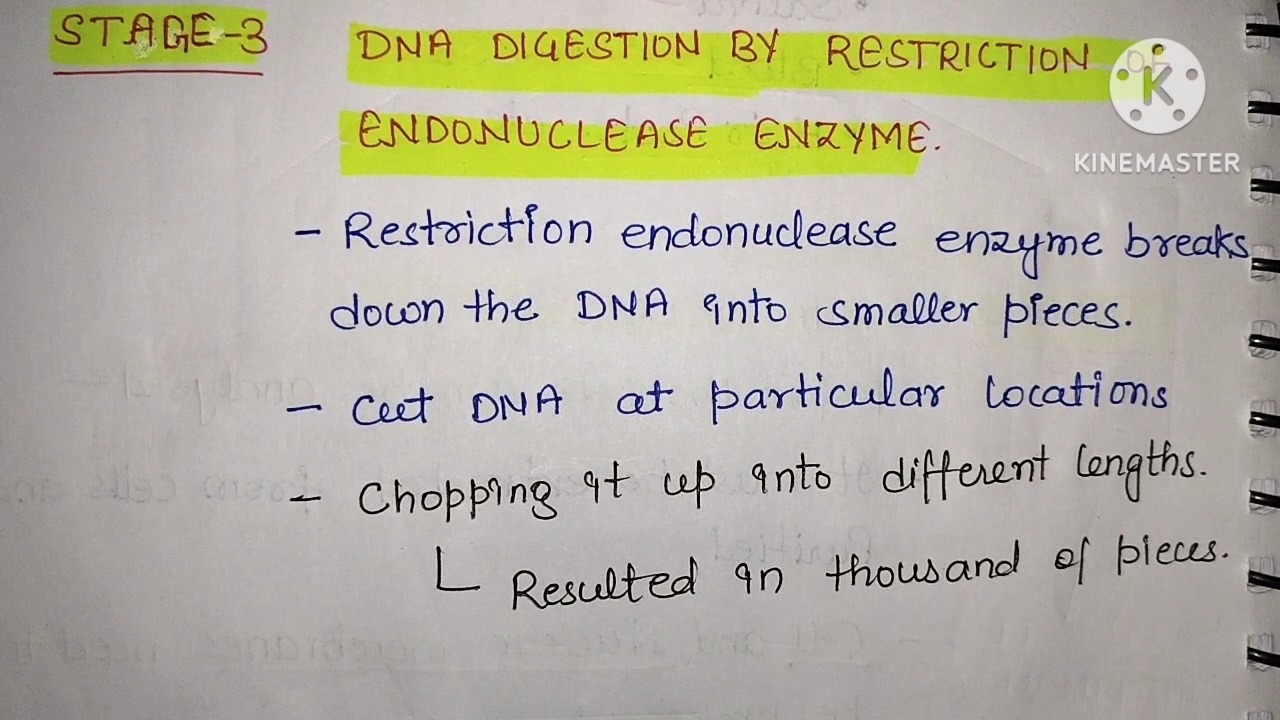 STAGE-3
DNA DIGESTION BY RESTRICTION OF
ENDONUCLEASE ENZYME.
KINEMASTER
- Restriction endonuclease enzyme breaks
down the DNA into smaller pieces.
- Cut DNA at particular locations
- Chopping it up into different lengths.
Resulted in thousand of pieces.